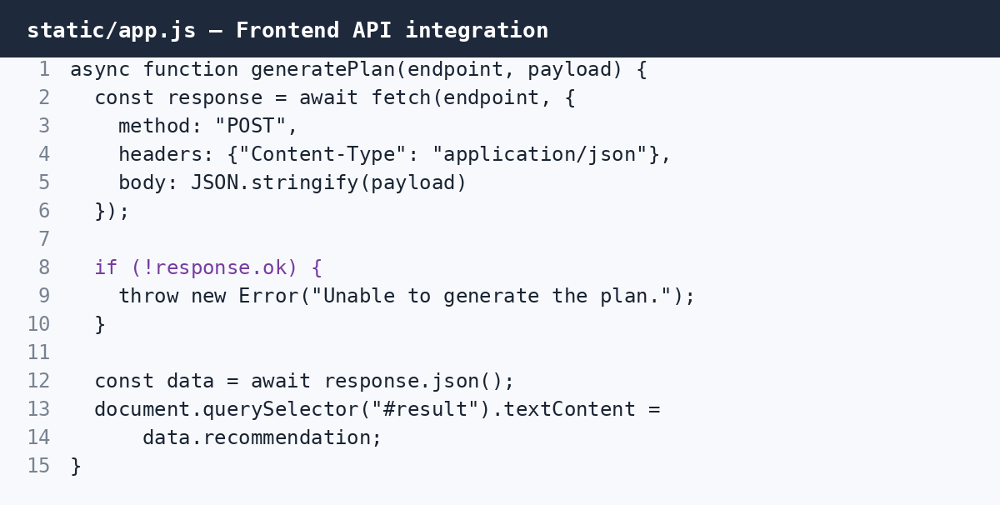 static/app.js — Frontend API integration
1 async function generatePlan(endpoint, payload) {
2   const response = await fetch(endpoint, {
3     method: "POST",
4     headers: {"Content-Type": "application/json"},
5     body: JSON.stringify(payload)
6   });
7
8   if (!response.ok) {
9     throw new Error("Unable to generate the plan.");
10   }
11
12   const data = await response.json();
13   document.querySelector("#result").textContent =
14       data.recommendation;
15 }